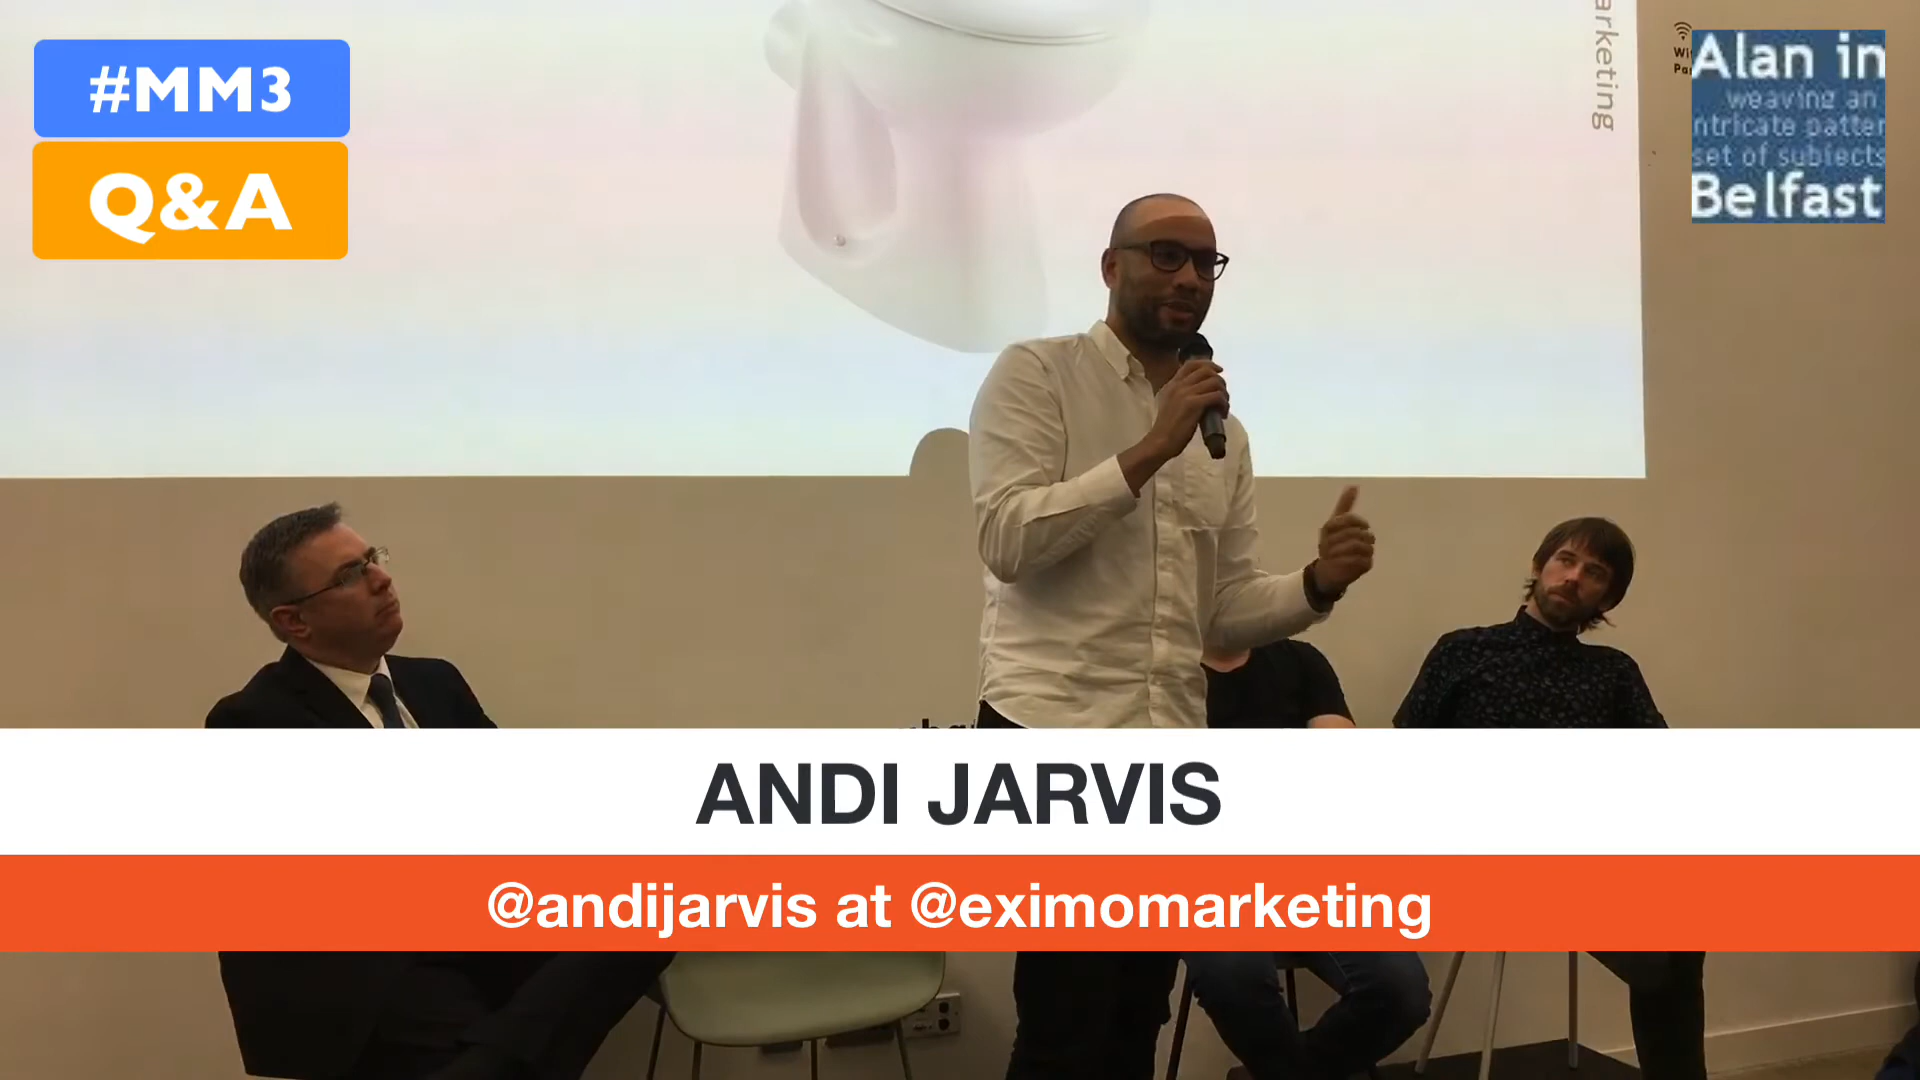 #MM3
Q&A
arketing
Alan in
weaving an
ntricate patter
set of subjects
Belfast
ANDI JARVIS
@andijarvis at @eximomarketing